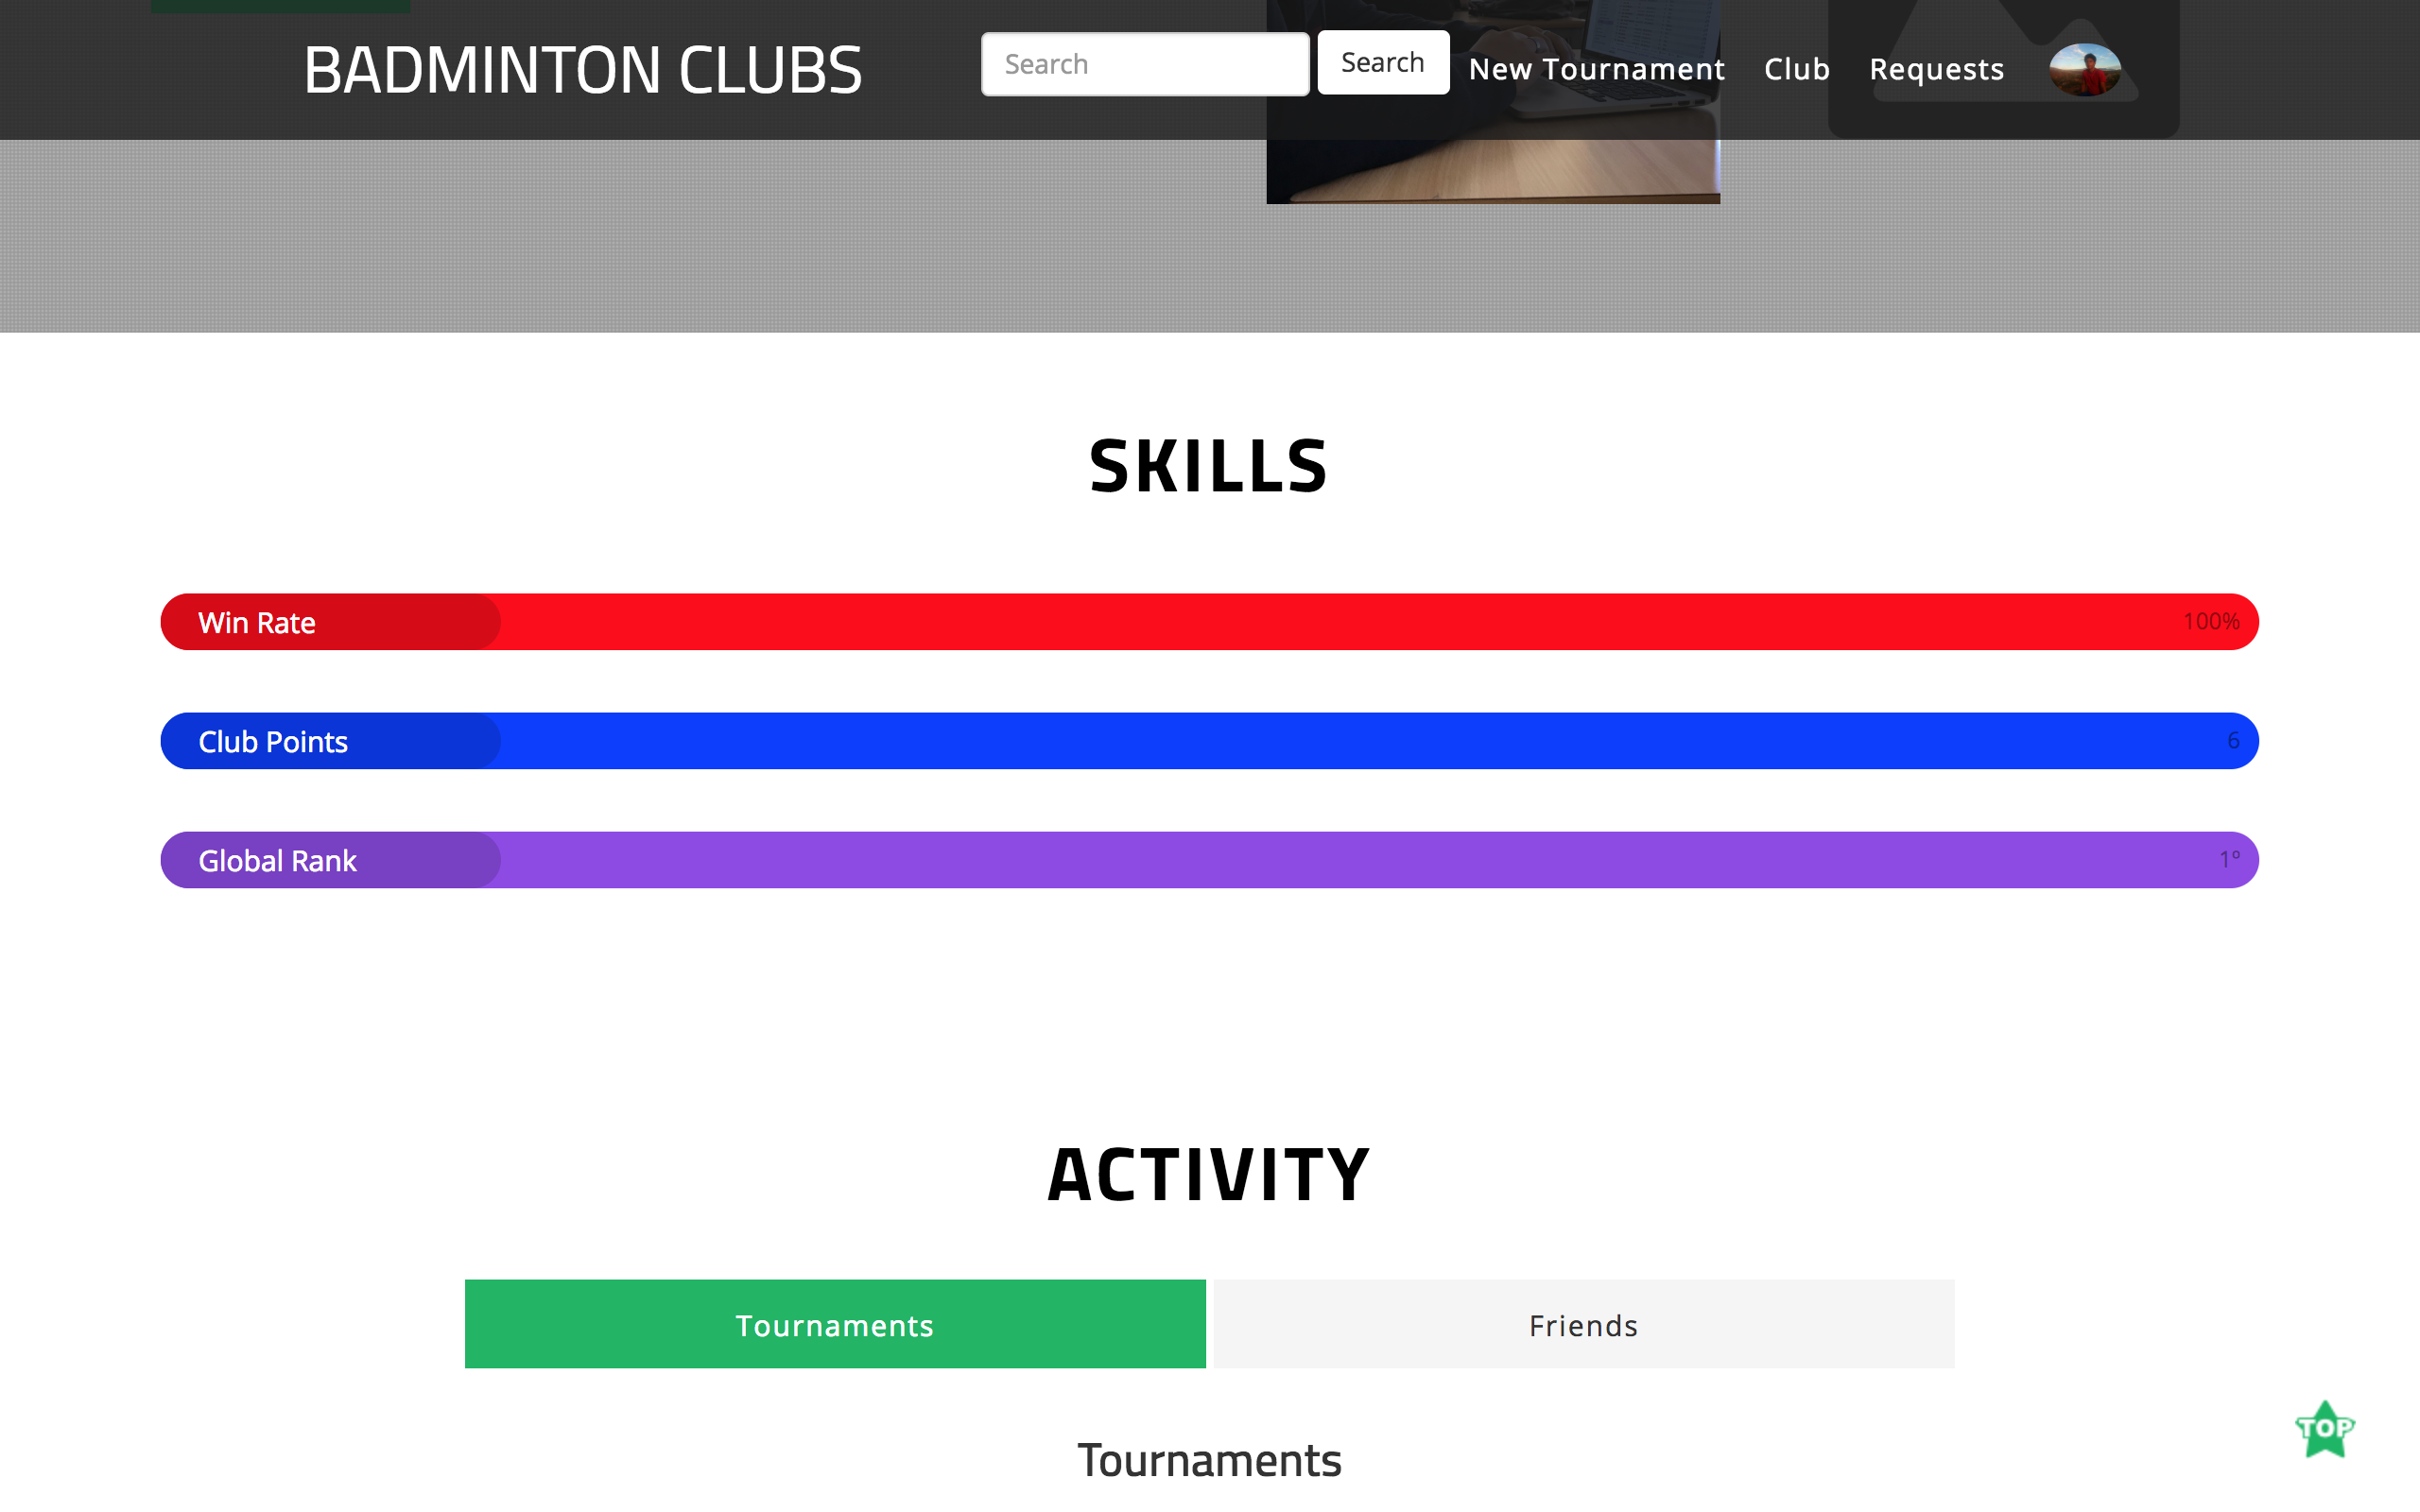 BADMINTON CLUBS
Search
Search
New Tournament
Club
Requests
SKILLS
Win Rate
100%
Club Points
6
Global Rank
1º
ACTIVITY
Tournaments
Friends
Tournaments
TOP